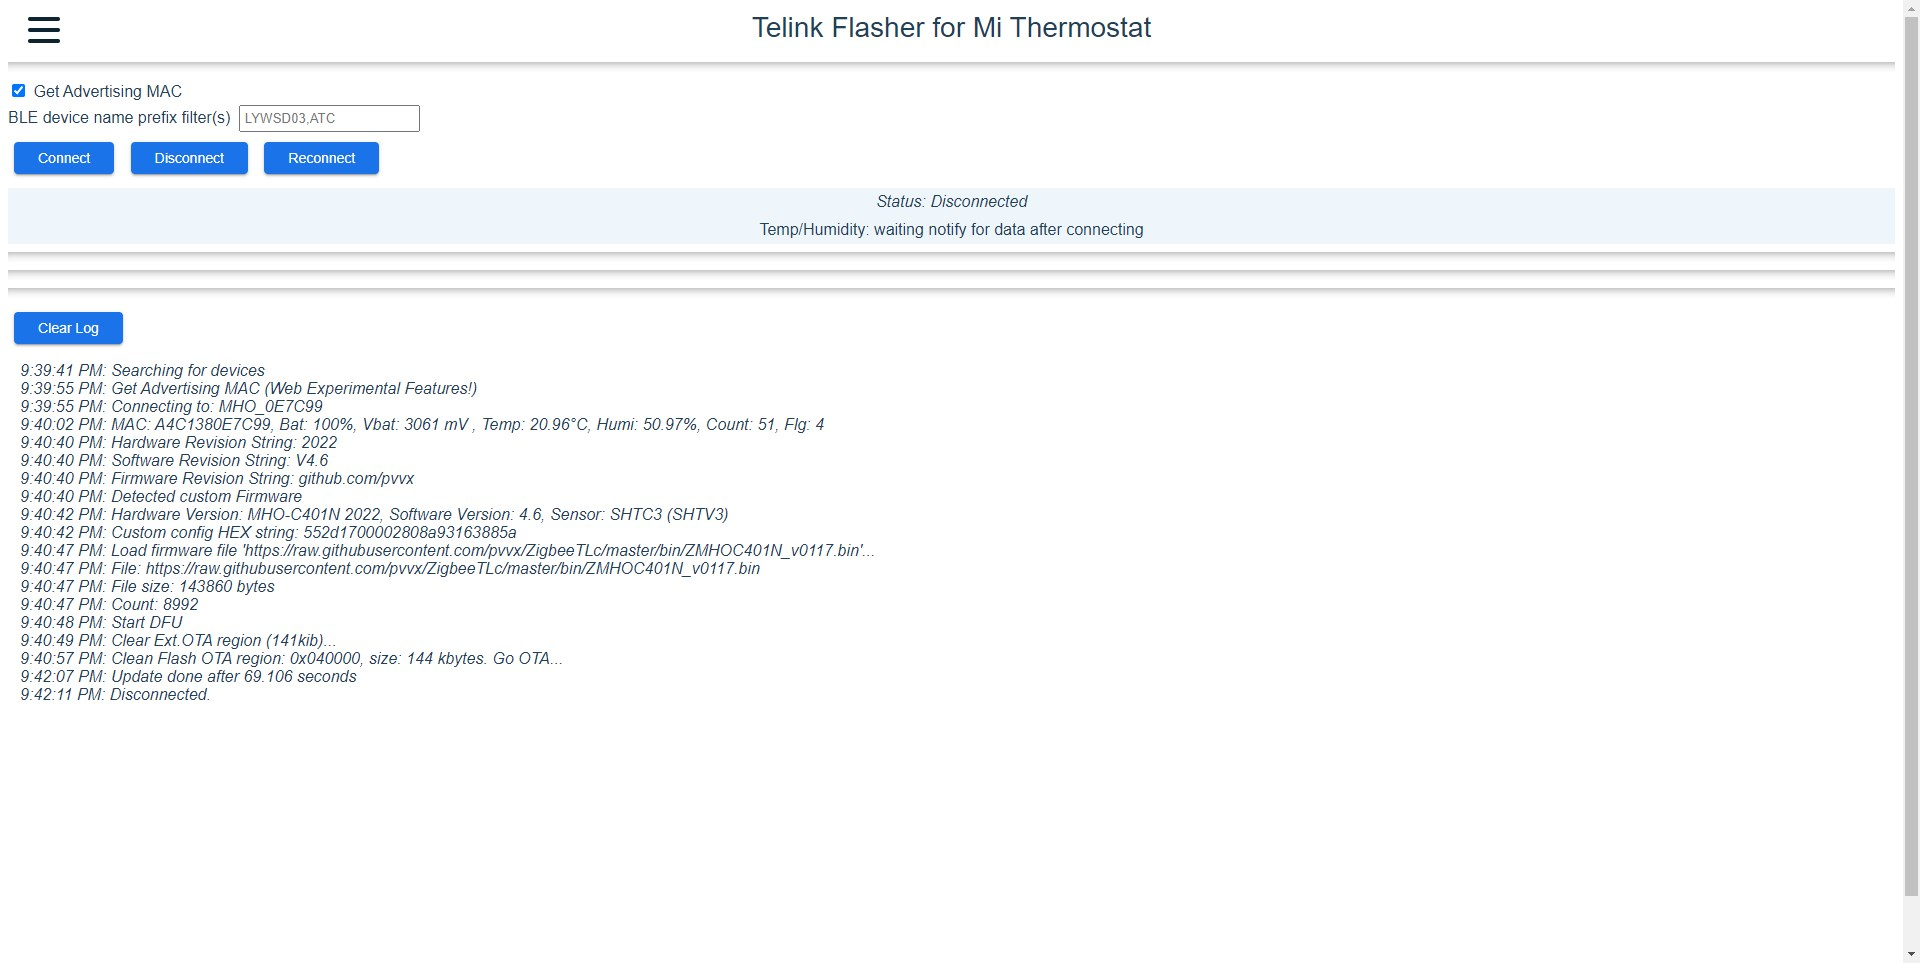 Telink Flasher for Mi Thermostat
Get Advertising MAC
BLE device name prefix filter(s) LYWSD03,ATC
Connect Disconnect Reconnect
Status: Disconnected
Temp/Humidity: waiting notify for data after connecting
Clear Log
9:39:41 PM: Searching for devices
9:39:55 PM: Get Advertising MAC (Web Experimental Features!)
9:39:55 PM: Connecting to: MHO_0E7C99
9:40:02 PM: MAC: A4C1380E7C99, Bat: 100%, Vbat: 3061 mV , Temp: 20.96°C, Humi: 50.97%, Count: 51, Flg: 4
9:40:40 PM: Hardware Revision String: 2022
9:40:40 PM: Software Revision String: V4.6
9:40:40 PM: Firmware Revision String: github.com/pvvx
9:40:40 PM: Detected custom Firmware
9:40:42 PM: Hardware Version: MHO-C401N 2022, Software Version: 4.6, Sensor: SHTC3 (SHTV3)
9:40:42 PM: Custom config HEX string: 552d1700002808a93163885a
9:40:47 PM: Load firmware file 'https://raw.githubusercontent.com/pvvx/ZigbeeTLc/master/bin/ZMHOC401N_v0117.bin'...
9:40:47 PM: File: https://raw.githubusercontent.com/pvvx/ZigbeeTLc/master/bin/ZMHOC401N_v0117.bin
9:40:47 PM: File size: 143860 bytes
9:40:47 PM: Count: 8992
9:40:48 PM: Start DFU
9:40:49 PM: Clear Ext.OTA region (141kib)...
9:40:57 PM: Clean Flash OTA region: 0x040000, size: 144 kbytes. Go OTA...
9:42:07 PM: Update done after 69.106 seconds
9:42:11 PM: Disconnected.